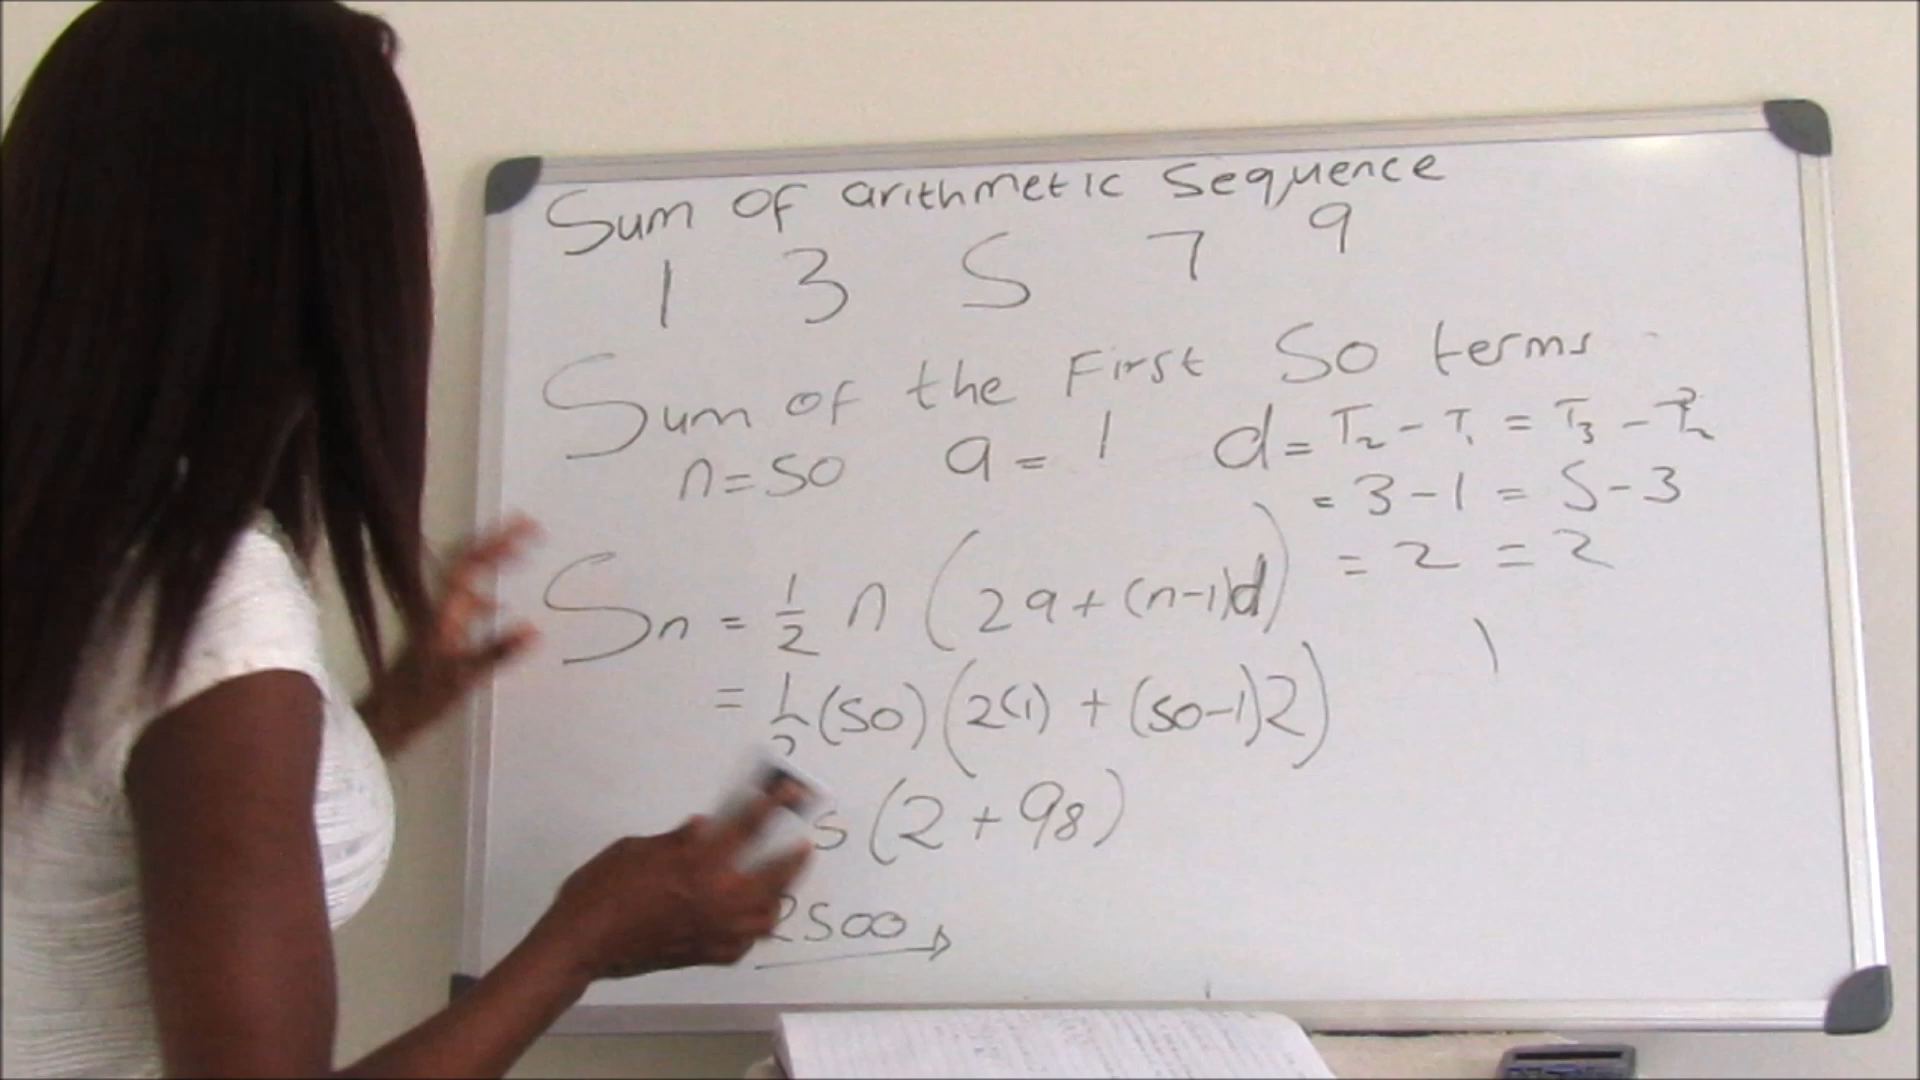 Sum of arithmetic sequence
1 3 5 7 9
Sum of the First 50 terms
n=50 a=1 d=T₂-T₁=T₃-T₂
=3-1=5-3
=2=2
Sn=½n(2a+(n-1)d)
=½(50)(2(1)+(50-1)2)
5(2+98)
2500